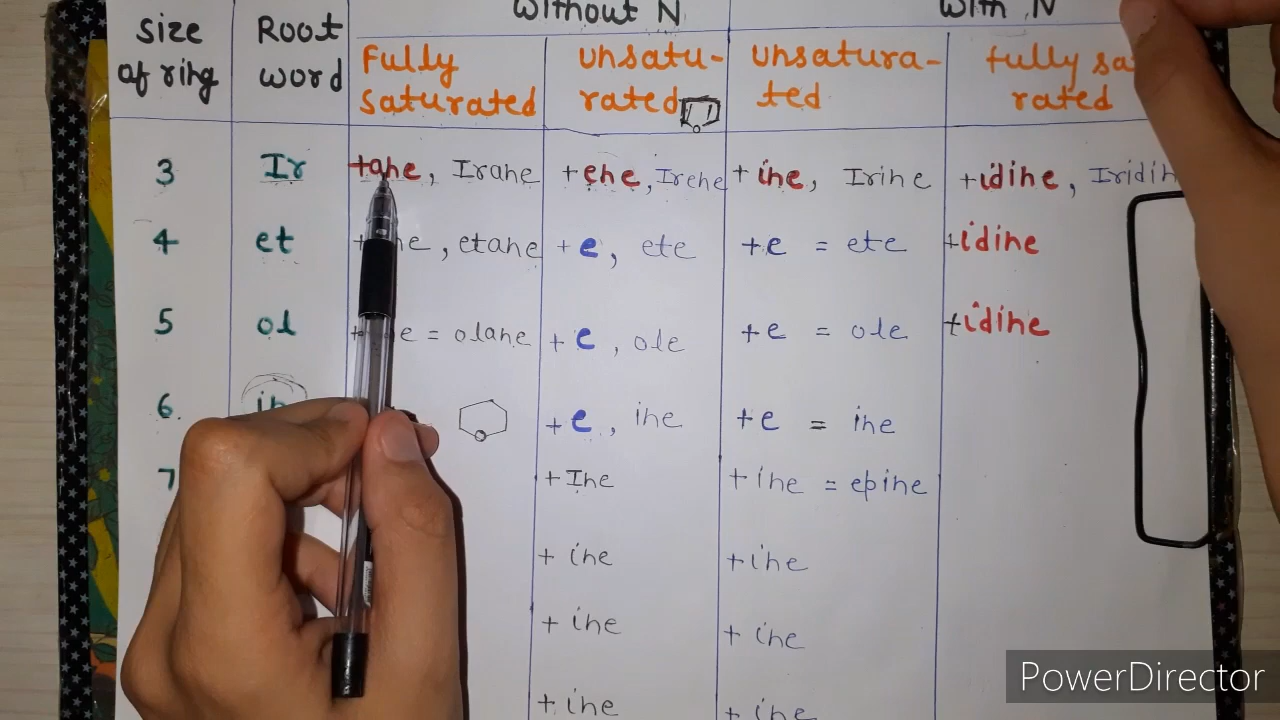 Without N With N
size of ring Root word Fully saturated unsatu-rated unsatura-ted fully sa rated
3 Ir +ane, Irane +ene, Irene +ine, Irine +idine, Iridin
4 et etane +e, ete +e = ete +idine
5 ol = olane +e, ole +e = ole +idine
6. +e, ine +e = ine
7 +Ine +ine = epine
+ ine +ine
+ ine + ine
+ ine + ine
PowerDirector